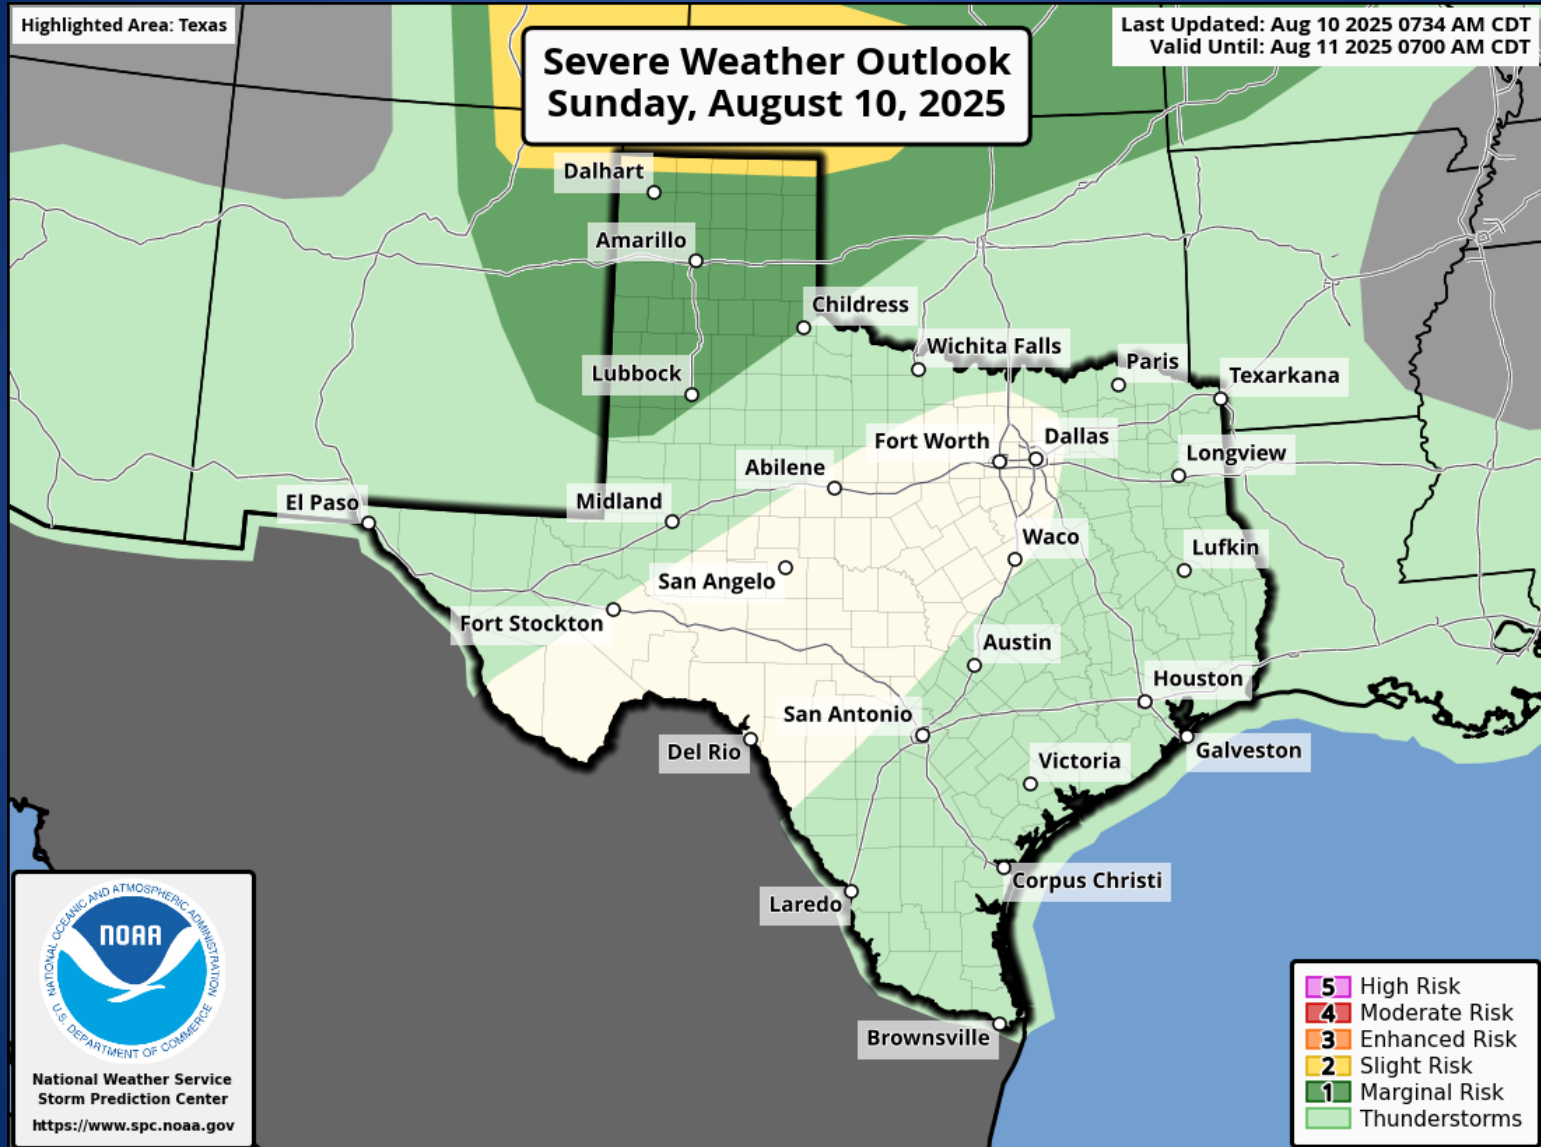 Highlighted Area: Texas
Last Updated: Aug 10 2025 0734 AM CDT
Valid Until: Aug 11 2025 0700 AM CDT
Severe Weather Outlook
Sunday, August 10, 2025
Dalhart
Amarillo
Childress
Wichita Falls
Paris
Texarkana
Lubbock
Fort Worth
Dallas
Longview
Abilene
Midland
El Paso
Waco
Lufkin
San Angelo
Fort Stockton
Austin
Houston
San Antonio
Del Rio
Galveston
Victoria
Corpus Christi
Laredo
Brownsville
NATIONAL OCEANIC AND ATMOSPHERIC ADMINISTRATION
NOAA
U.S. DEPARTMENT OF COMMERCE
National Weather Service
Storm Prediction Center
https://www.spc.noaa.gov
5 High Risk
4 Moderate Risk
3 Enhanced Risk
2 Slight Risk
1 Marginal Risk
Thunderstorms